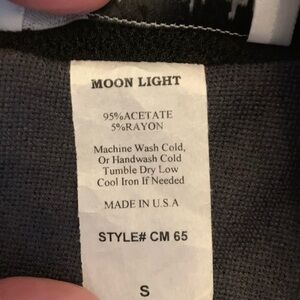 MOON LIGHT
95%ACETATE
5%RAYON
Machine Wash Cold,
Or Handwash Cold
Tumble Dry Low
Cool Iron If Needed
MADE IN U.S.A
STYLE# CM 65
S